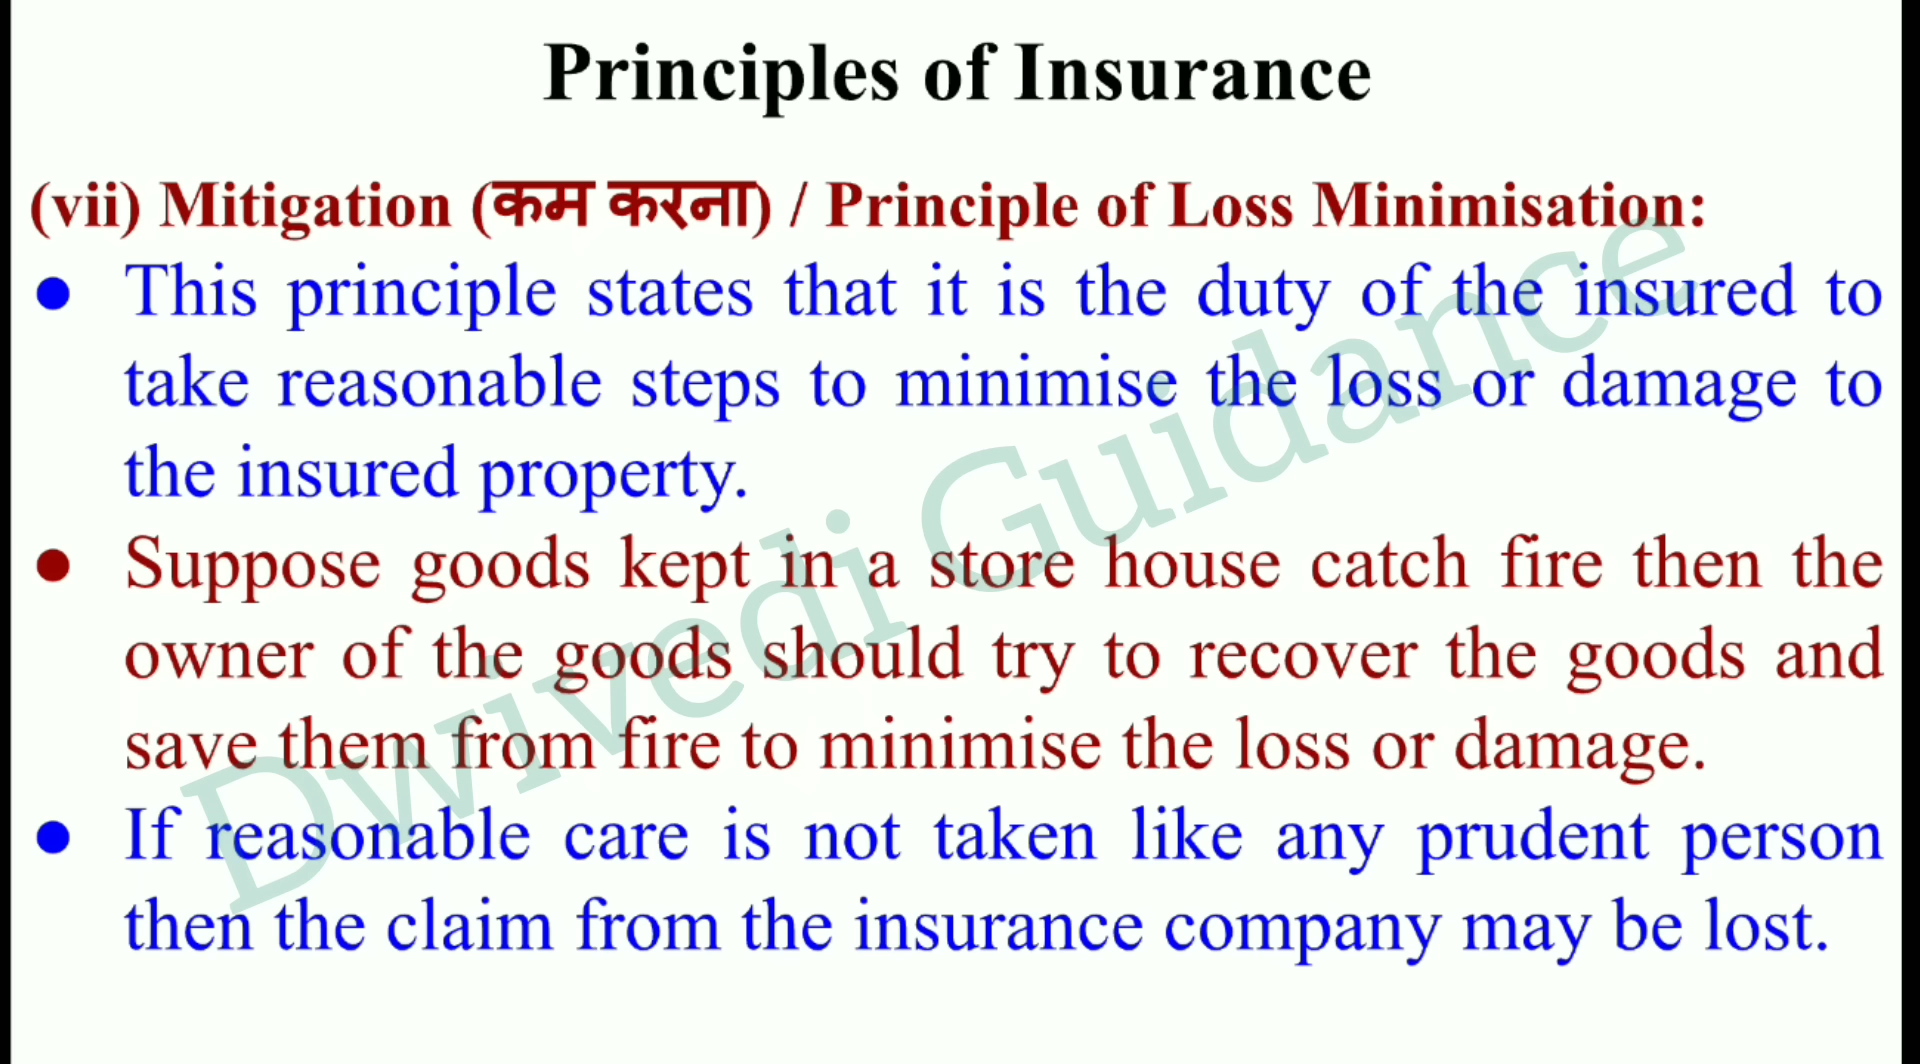 Principles of Insurance
(vii) Mitigation (कम करना) / Principle of Loss Minimisation:
● This principle states that it is the duty of the insured to
take reasonable steps to minimise the loss or damage to
the insured property.
● Suppose goods kept in a store house catch fire then the
owner of the goods should try to recover the goods and
save them from fire to minimise the loss or damage.
● If reasonable care is not taken like any prudent person
then the claim from the insurance company may be lost.
Dwivedi Guidance